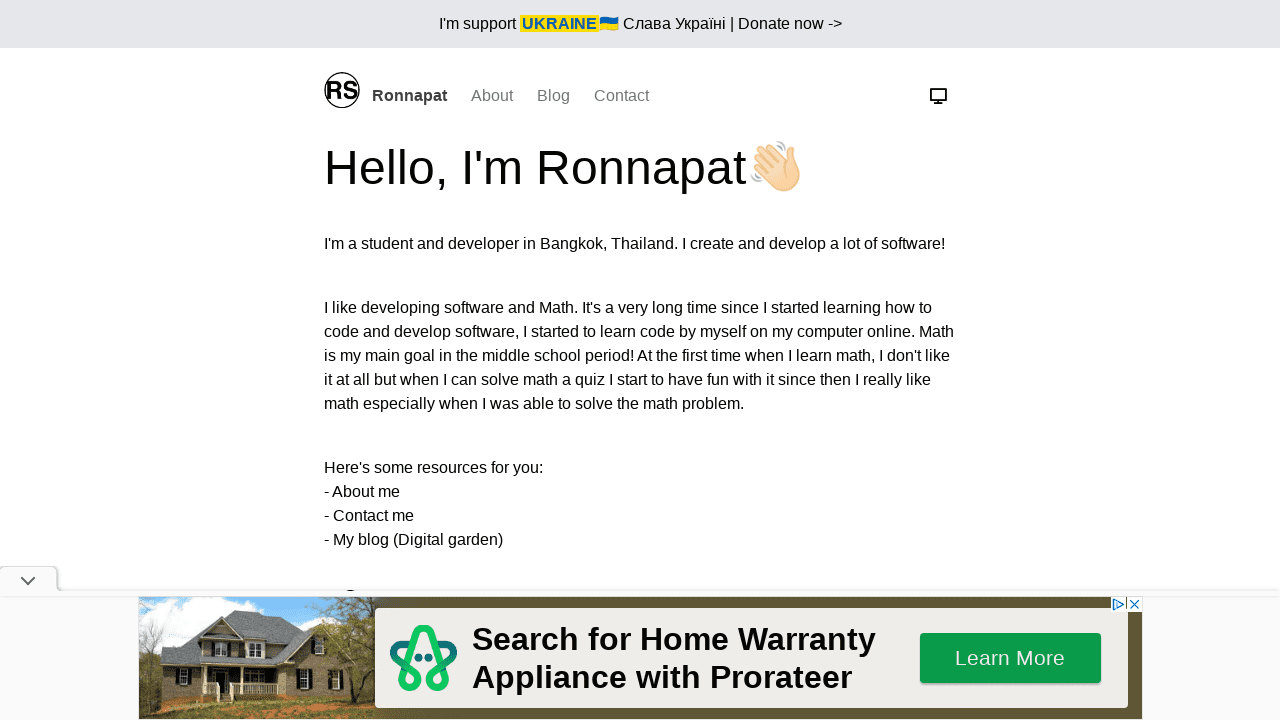 I'm support UKRAINE🇺🇦 Слава Україні | Donate now ->
RS
Ronnapat About Blog Contact
Hello, I'm Ronnapat👋🏻
I'm a student and developer in Bangkok, Thailand. I create and develop a lot of software!
I like developing software and Math. It's a very long time since I started learning how to
code and develop software, I started to learn code by myself on my computer online. Math
is my main goal in the middle school period! At the first time when I learn math, I don't like
it at all but when I can solve math a quiz I start to have fun with it since then I really like
math especially when I was able to solve the math problem.
Here's some resources for you:
- About me
- Contact me
- My blog (Digital garden)
Search for Home Warranty
Appliance with Prorateer
Learn More